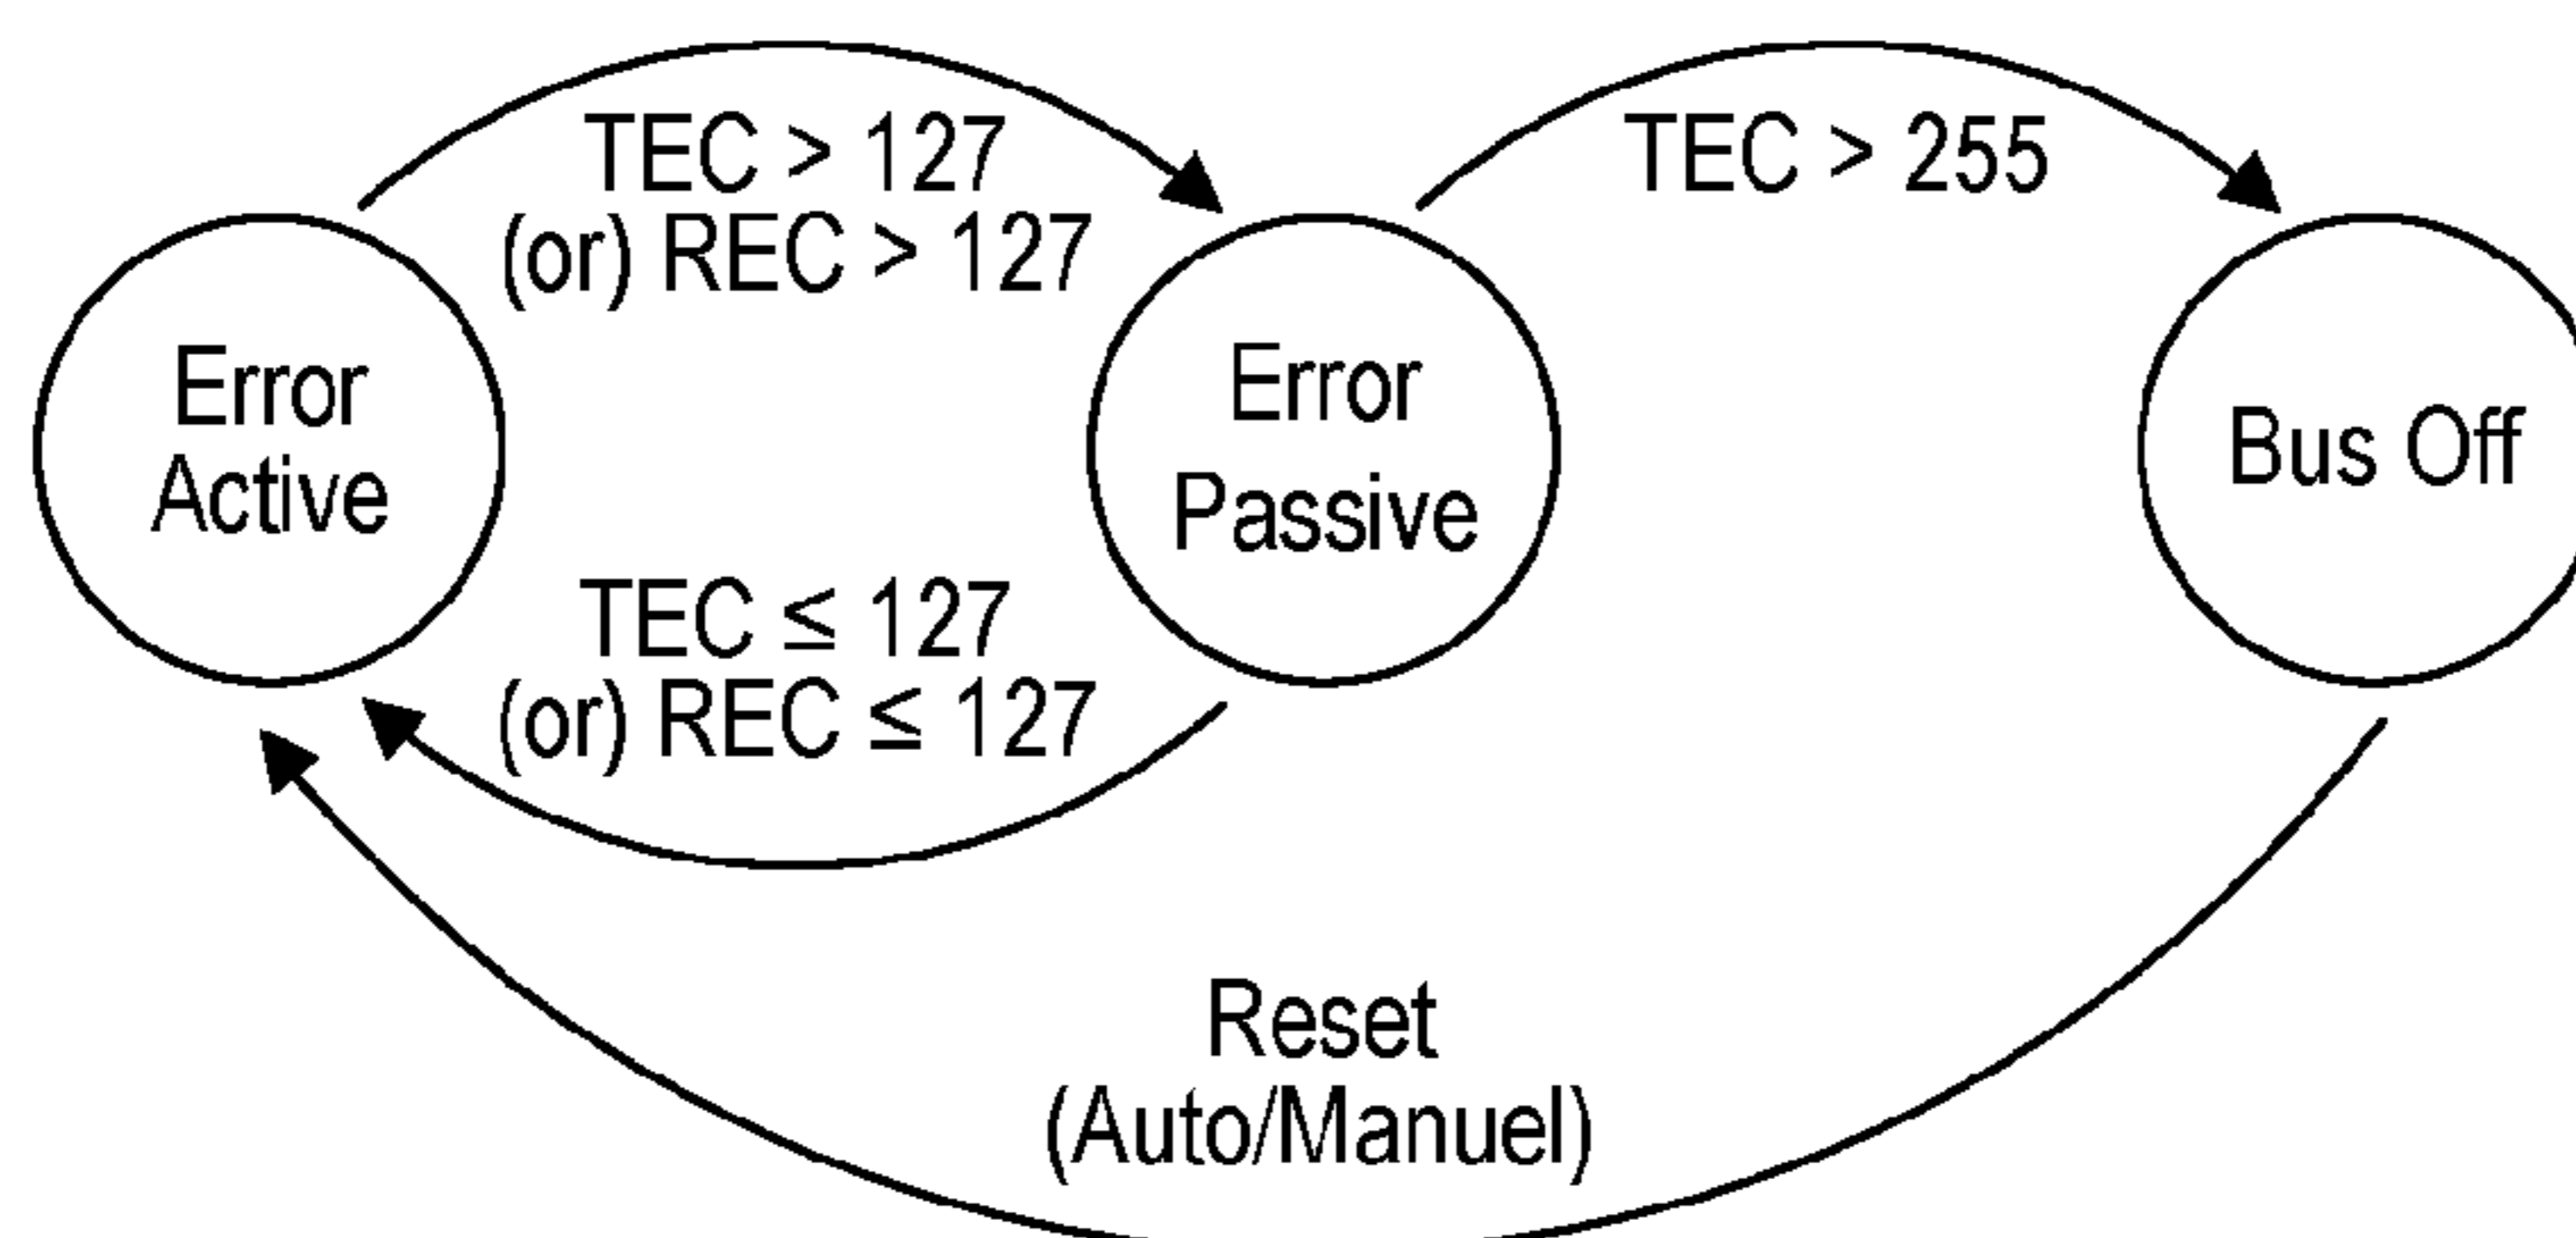 TEC > 127
(or) REC > 127
TEC > 255
Error
Active
Error
Passive
Bus Off
TEC ≤ 127
(or) REC ≤ 127
Reset
(Auto/Manuel)